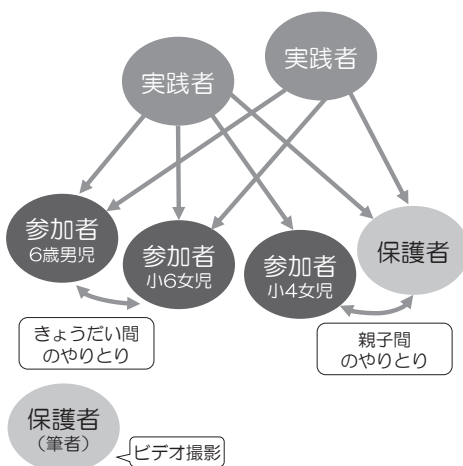 実践者
実践者
参加者
6歳男児
参加者
小6女児
参加者
小4女児
保護者
きょうだい間
のやりとり
親子間
のやりとり
保護者
（筆者）
ビデオ撮影